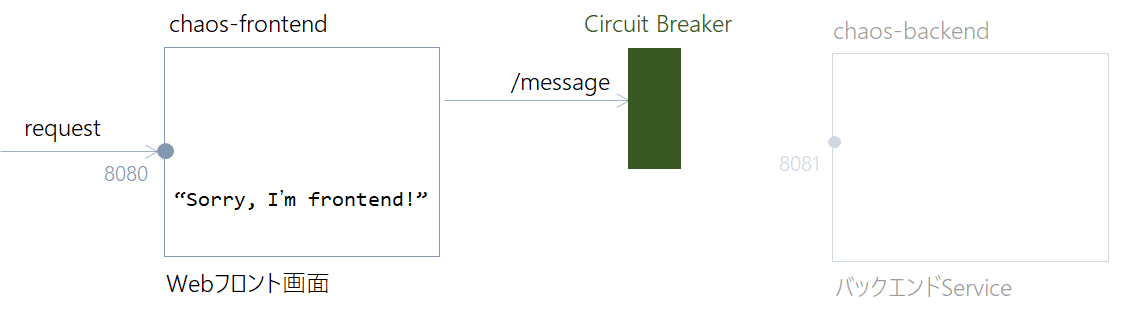 chaos-frontend
Circuit Breaker
chaos-backend
/message
request
8080
8081
“Sorry, I’m frontend!”
Webフロント画面
バックエンドService